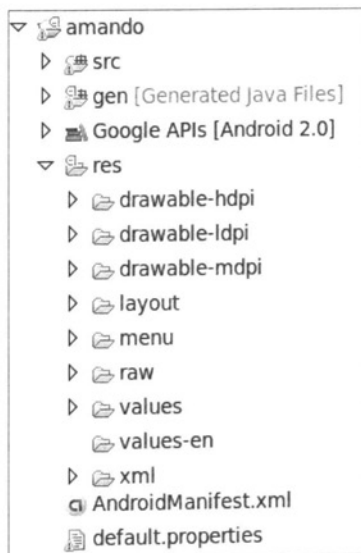 amando
src
gen [Generated Java Files]
Google APIs [Android 2.0]
res
drawable-hdpi
drawable-ldpi
drawable-mdpi
layout
menu
raw
values
values-en
xml
AndroidManifest.xml
default.properties